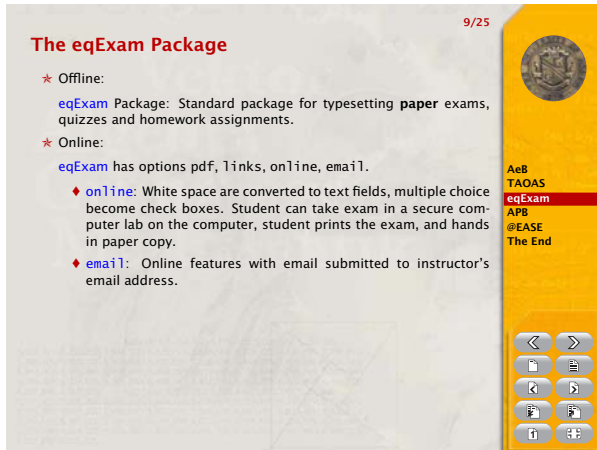 9/25
The eqExam Package
✯ Offline:
eqExam Package: Standard package for typesetting paper exams,
quizzes and homework assignments.
✯ Online:
eqExam has options pdf, links, online, email.
♦ online: White space are converted to text fields, multiple choice
become check boxes. Student can take exam in a secure com-
puter lab on the computer, student prints the exam, and hands
in paper copy.
♦ email: Online features with email submitted to instructor's
email address.
AeB
TAOAS
eqExam
APB
@EASE
The End